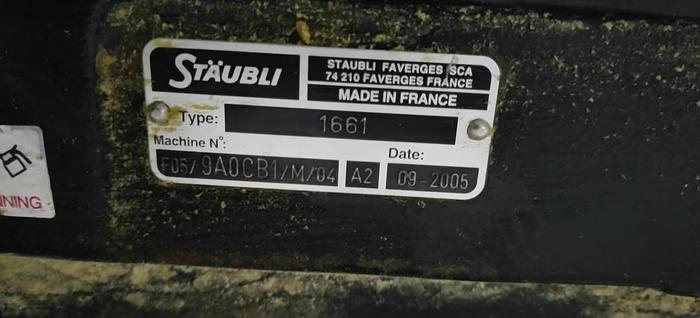 STÄUBLI
STAUBLI FAVERGES SCA
74 210 FAVERGES FRANCE
MADE IN FRANCE
Type: 1661
Machine N°:
Date:
F05/9A0CB1/M/04 A2 09-2005
NING